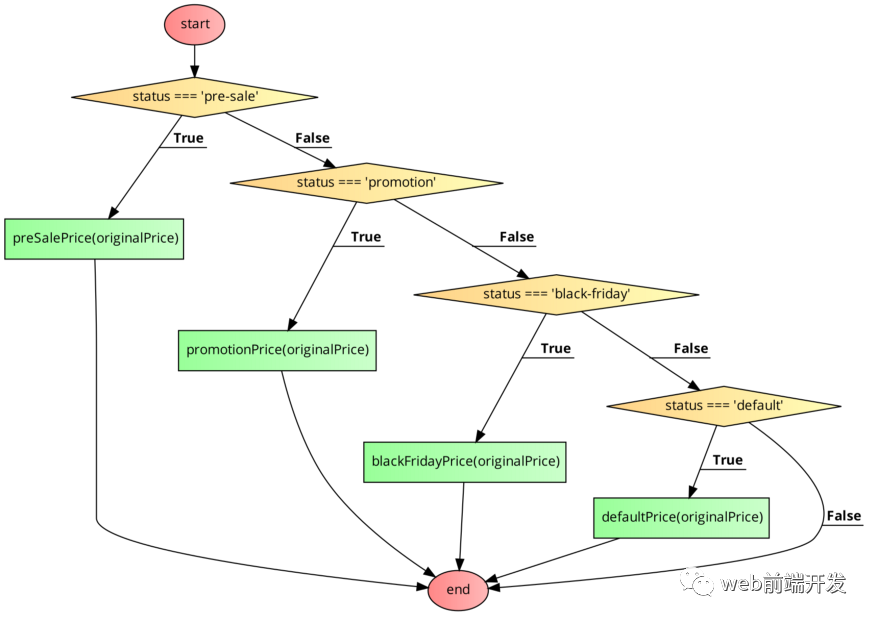 start
status === 'pre-sale'
True
False
status === 'promotion'
preSalePrice(originalPrice)
True
False
status === 'black-friday'
promotionPrice(originalPrice)
True
False
status === 'default'
blackFridayPrice(originalPrice)
True
defaultPrice(originalPrice)
False
end
web前端开发